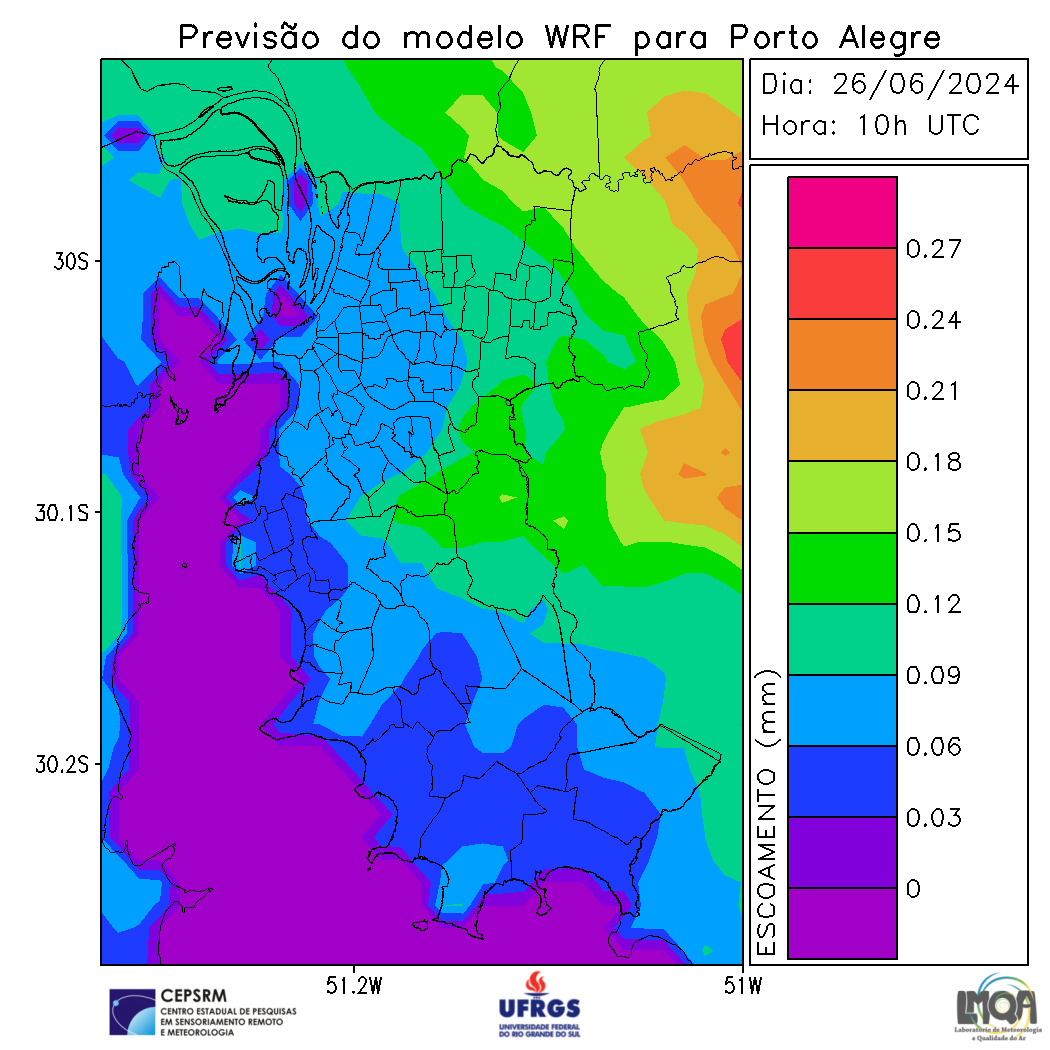 Previsão do modelo WRF para Porto Alegre
Dia: 26/06/2024
Hora: 10h UTC
30S
30.1S
30.2S
51.2W
51W
ESCOAMENTO (mm)
0.27
0.24
0.21
0.18
0.15
0.12
0.09
0.06
0.03
0
CEPSRM
CENTRO ESTADUAL DE PESQUISAS
EM SENSORIAMENTO REMOTO
E METEOROLOGIA
UFRGS
UNIVERSIDADE FEDERAL
DO RIO GRANDE DO SUL
LMQA
Laboratório de Meteorologia
e Qualidade do Ar